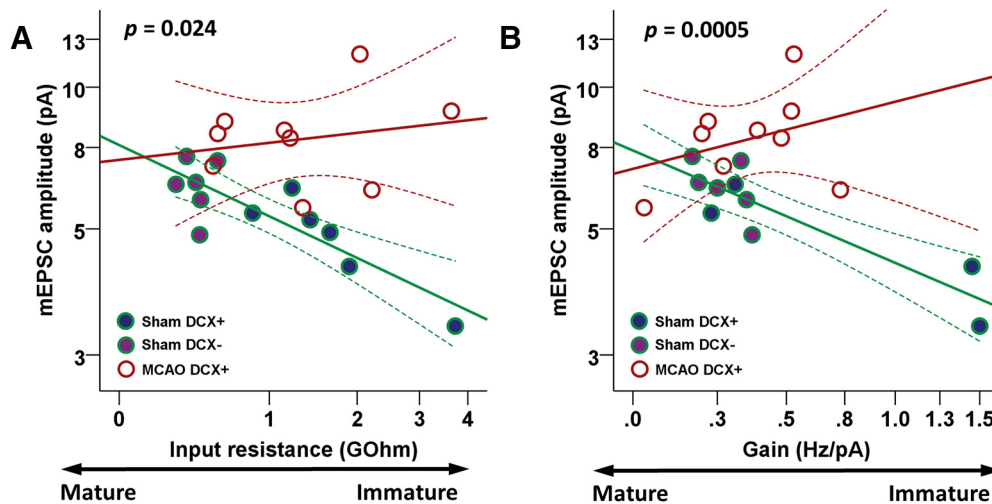 A
p = 0.024
mEPSC amplitude (pA)
13
10
8
5
3
Sham DCX+
Sham DCX-
MCAO DCX+
0 1 2 3 4
Input resistance (GOhm)
Mature Immature
B
p = 0.0005
mEPSC amplitude (pA)
13
10
8
5
3
Sham DCX+
Sham DCX-
MCAO DCX+
.0 .3 .5 .8 1.0 1.3 1.5
Gain (Hz/pA)
Mature Immature